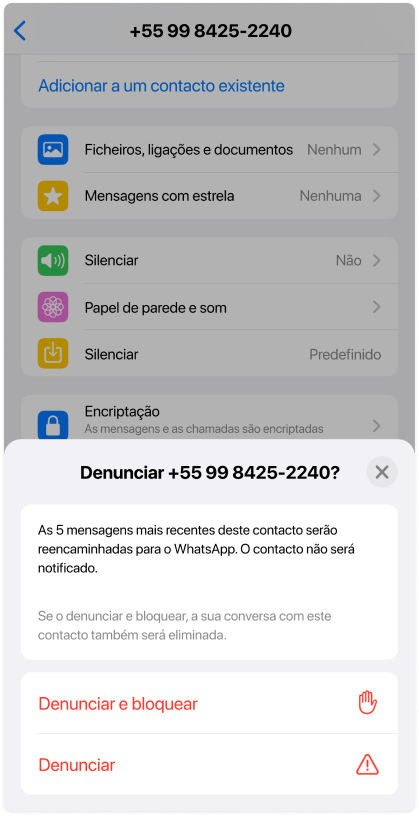 +55 99 8425-2240
Adicionar a um contacto existente
Ficheiros, ligações e documentos Nenhum
Mensagens com estrela Nenhuma
Silenciar Não
Papel de parede e som
Silenciar Predefinido
Encriptação
As mensagens e as chamadas são encriptadas
Denunciar +55 99 8425-2240?
As 5 mensagens mais recentes deste contacto serão
reencaminhadas para o WhatsApp. O contacto não será
notificado.
Se o denunciar e bloquear, a sua conversa com este
contacto também será eliminada.
Denunciar e bloquear
Denunciar